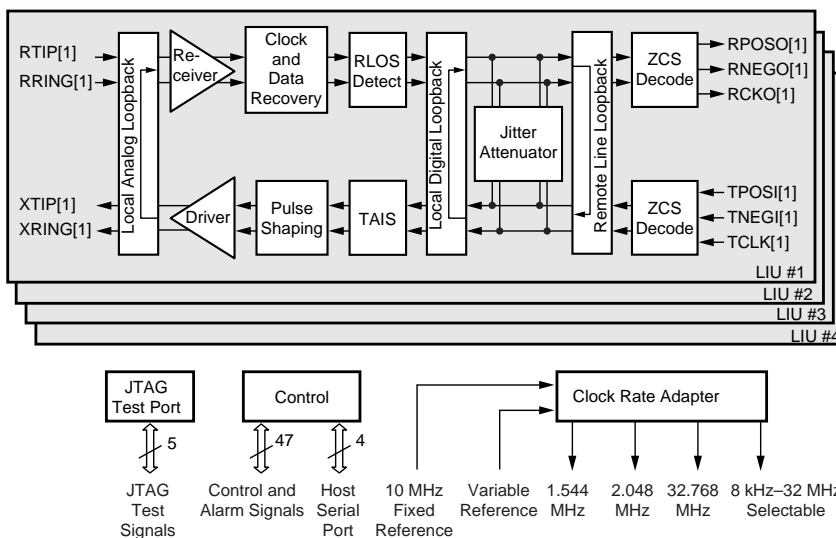 RTIP[1]
RRING[1]
Local Analog Loopback
Re-
ceiver
Clock
and
Data
Recovery
RLOS
Detect
Local Digital Loopback
Jitter
Attenuator
Remote Line Loopback
ZCS
Decode
RPOSO[1]
RNEGO[1]
RCKO[1]
XTIP[1]
XRING[1]
Driver
Pulse
Shaping
TAIS
ZCS
Decode
TPOSI[1]
TNEGI[1]
TCLK[1]
LIU #1
LIU #2
LIU #3
LIU #4
JTAG
Test Port
5
JTAG
Test
Signals
Control
47
4
Control and
Alarm Signals
Host
Serial
Port
Clock Rate Adapter
10 MHz
Fixed
Reference
Variable
Reference
1.544
MHz
2.048
MHz
32.768
MHz
8 kHz–32 MHz
Selectable